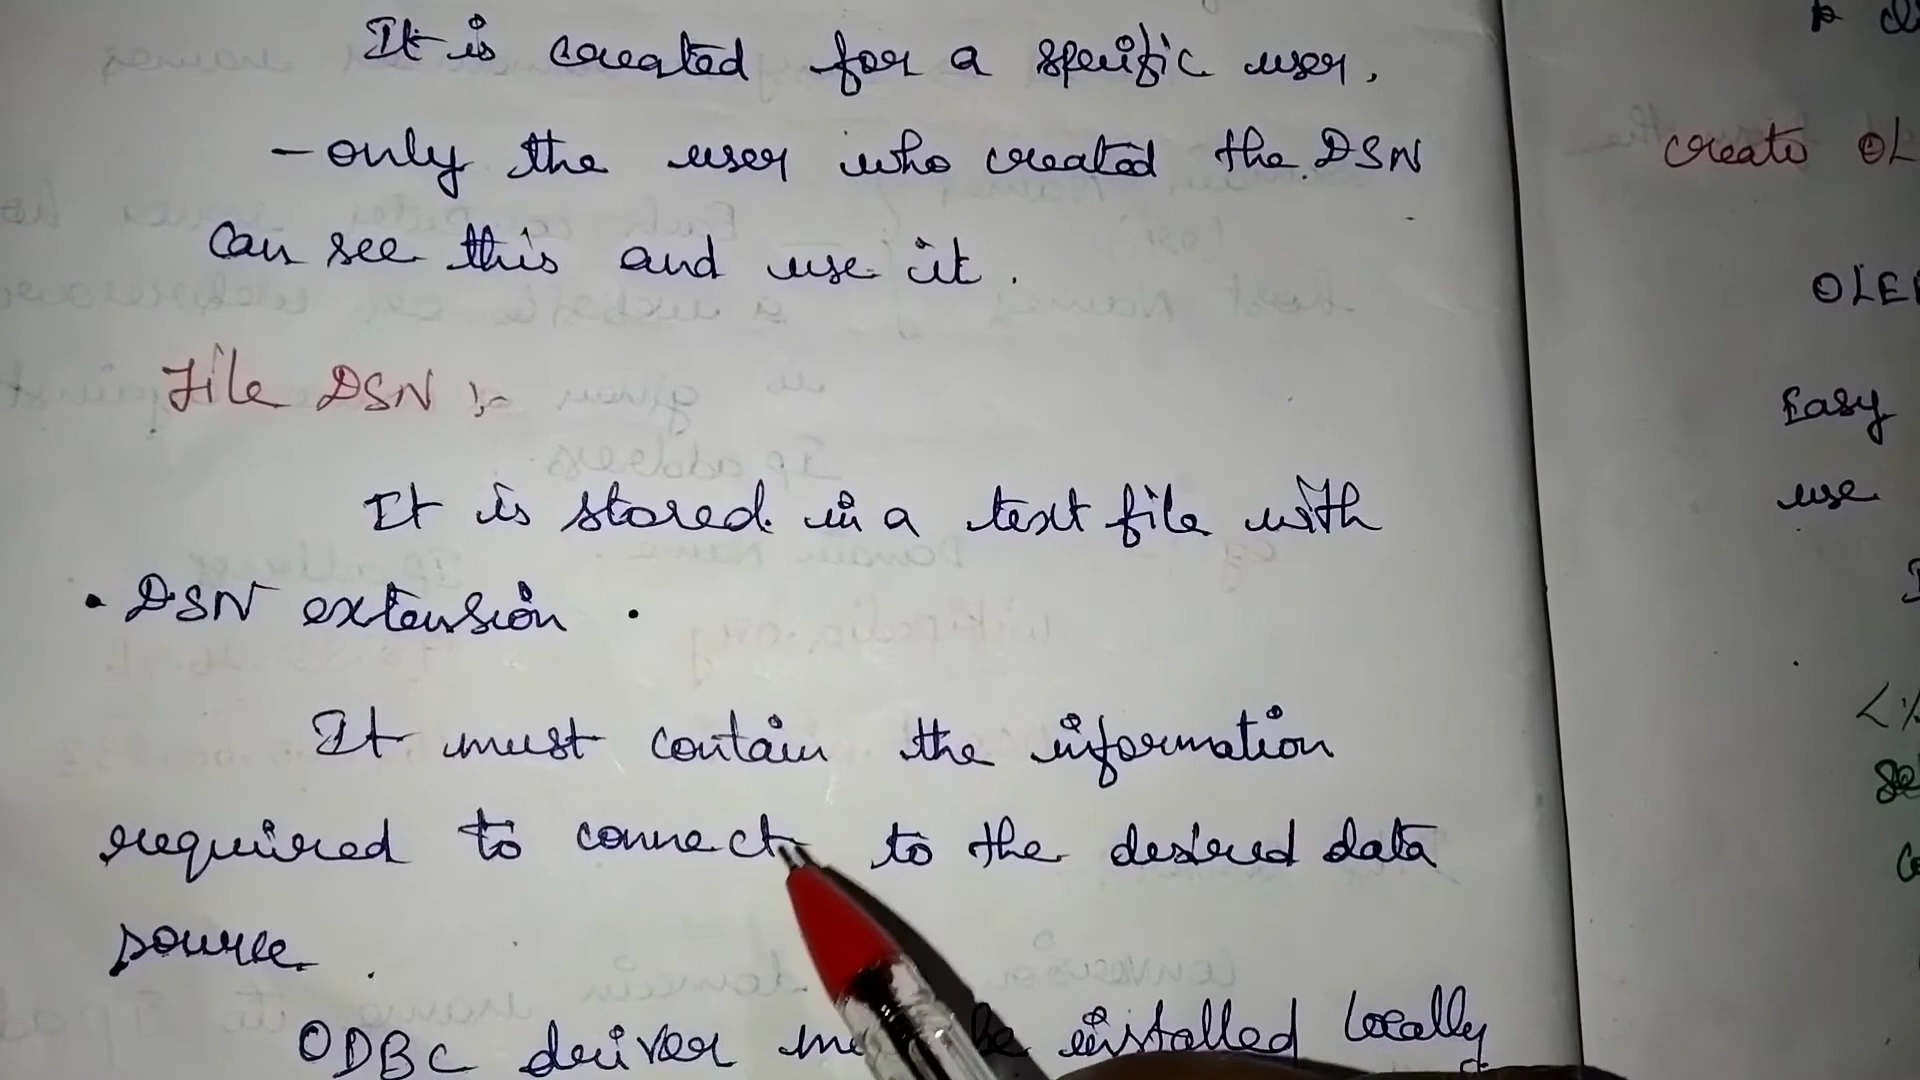 It is created for a specific user.
- only the user who created the DSN
can see this and use it.
File DSN :-
It is stored in a text file with
. DSN extension .
It must contain the information
required to connect to the desired data
source .
ODBC driver be installed locally
create OL
OLE
Easy
use
<%